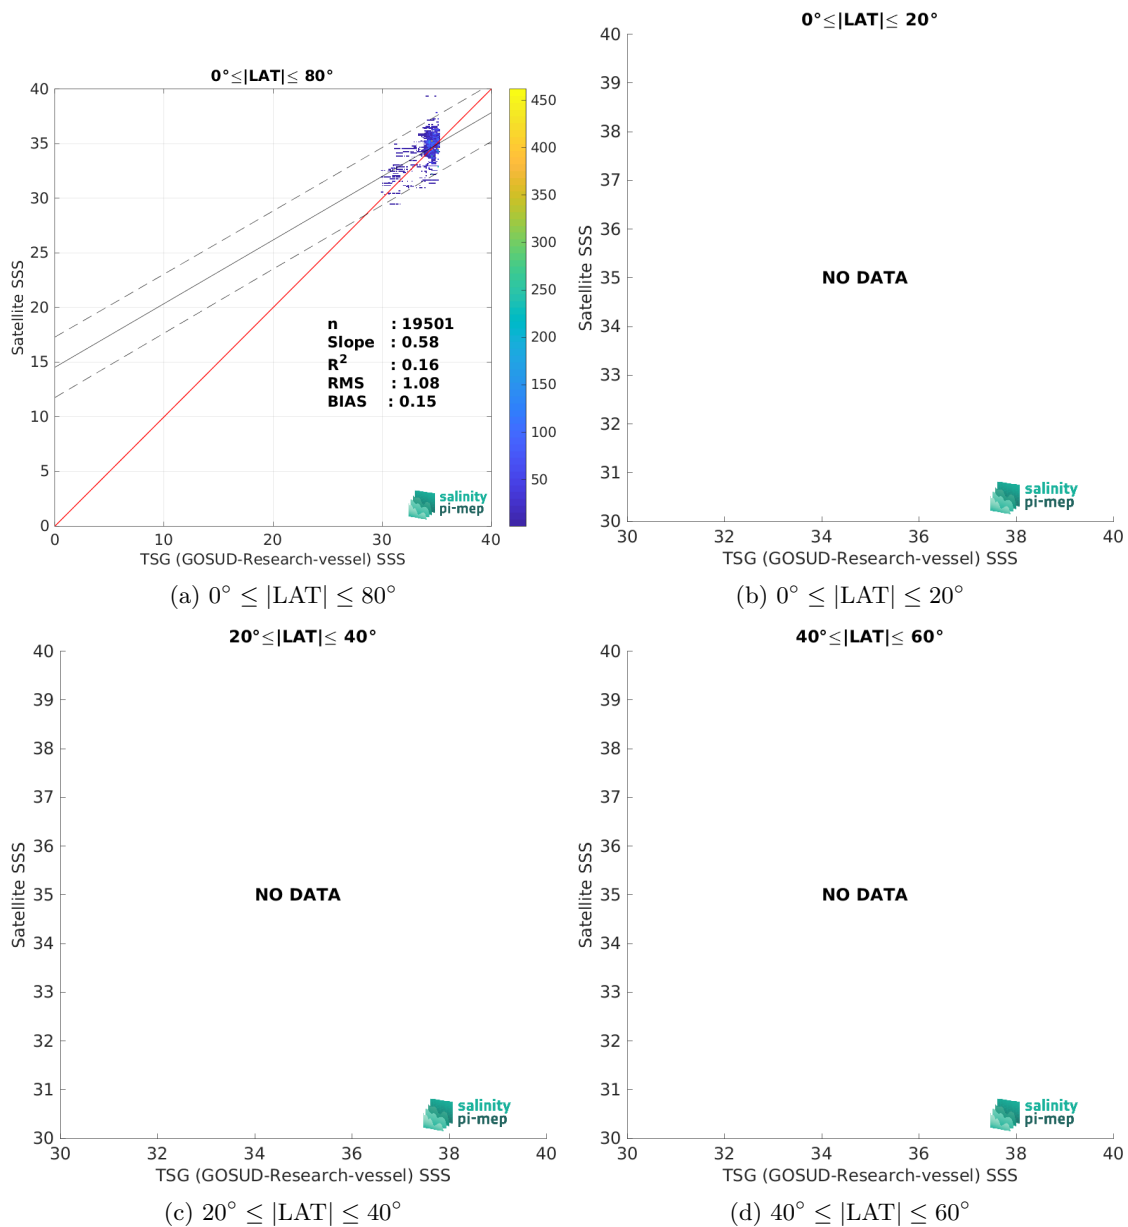 0°≤|LAT|≤ 80°
40
35
30
25
20
15
10
5
0
Satellite SSS
450
400
350
300
250
200
150
100
50
n : 19501
Slope : 0.58
R² : 0.16
RMS : 1.08
BIAS : 0.15
salinity
pi-mep
0 10 20 30 40
TSG (GOSUD-Research-vessel) SSS
(a) 0° ≤ |LAT| ≤ 80°
0°≤|LAT|≤ 20°
40
39
38
37
36
35
34
33
32
31
30
Satellite SSS
NO DATA
salinity
pi-mep
30 32 34 36 38 40
TSG (GOSUD-Research-vessel) SSS
(b) 0° ≤ |LAT| ≤ 20°
20°≤|LAT|≤ 40°
40
39
38
37
36
35
34
33
32
31
30
Satellite SSS
NO DATA
salinity
pi-mep
30 32 34 36 38 40
TSG (GOSUD-Research-vessel) SSS
(c) 20° ≤ |LAT| ≤ 40°
40°≤|LAT|≤ 60°
40
39
38
37
36
35
34
33
32
31
30
Satellite SSS
NO DATA
salinity
pi-mep
30 32 34 36 38 40
TSG (GOSUD-Research-vessel) SSS
(d) 40° ≤ |LAT| ≤ 60°